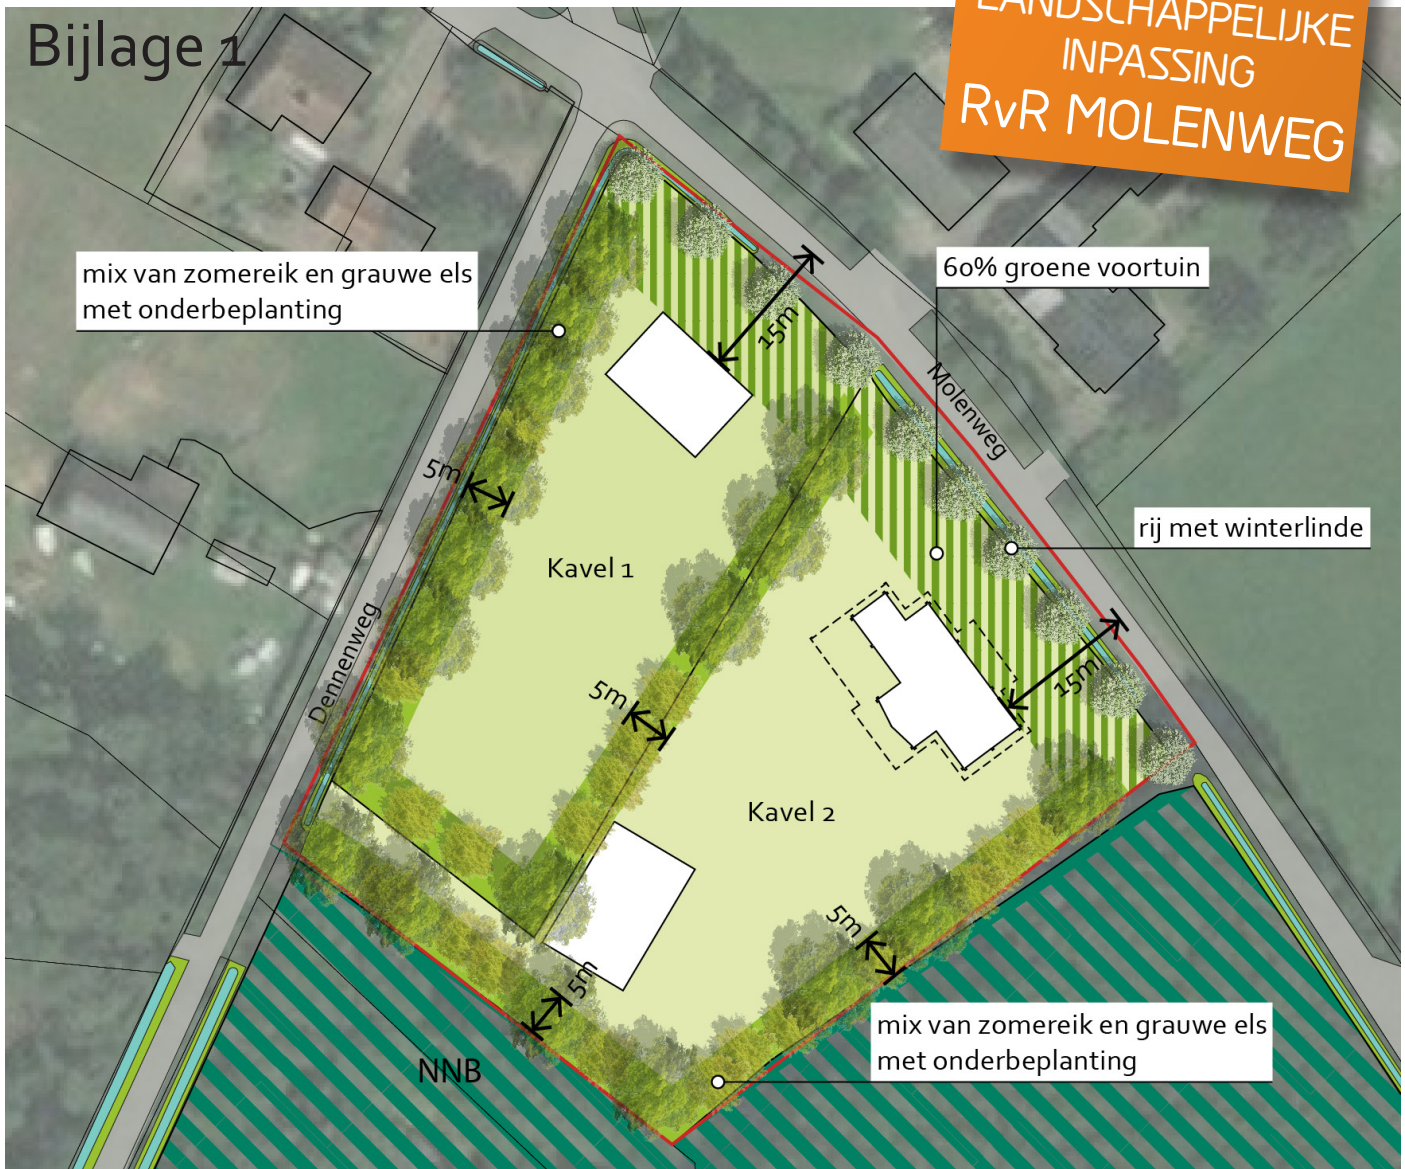 Bijlage 1
LANDSCHAPPELIJKE
INPASSING
RvR MOLENWEG
mix van zomereik en grauwe els
met onderbeplanting
60% groene voortuin
15m
Molenweg
5m
rij met winterlinde
Kavel 1
Dennenweg
15m
5m
Kavel 2
5m
5m
mix van zomereik en grauwe els
met onderbeplanting
NNB